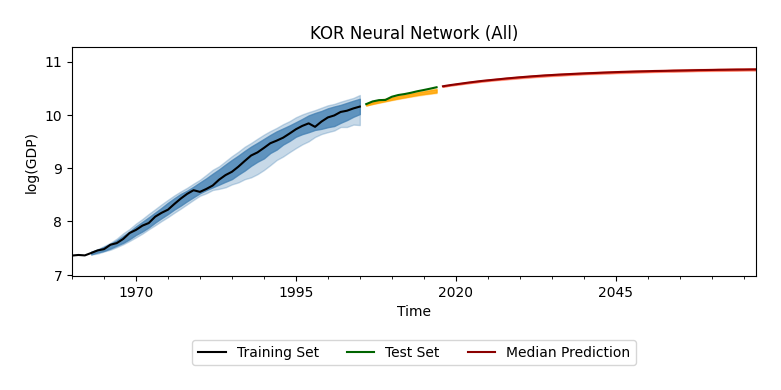 KOR Neural Network (All)
11
10
9
8
7
log(GDP)
1970 1995 2020 2045
Time
Training Set Test Set Median Prediction